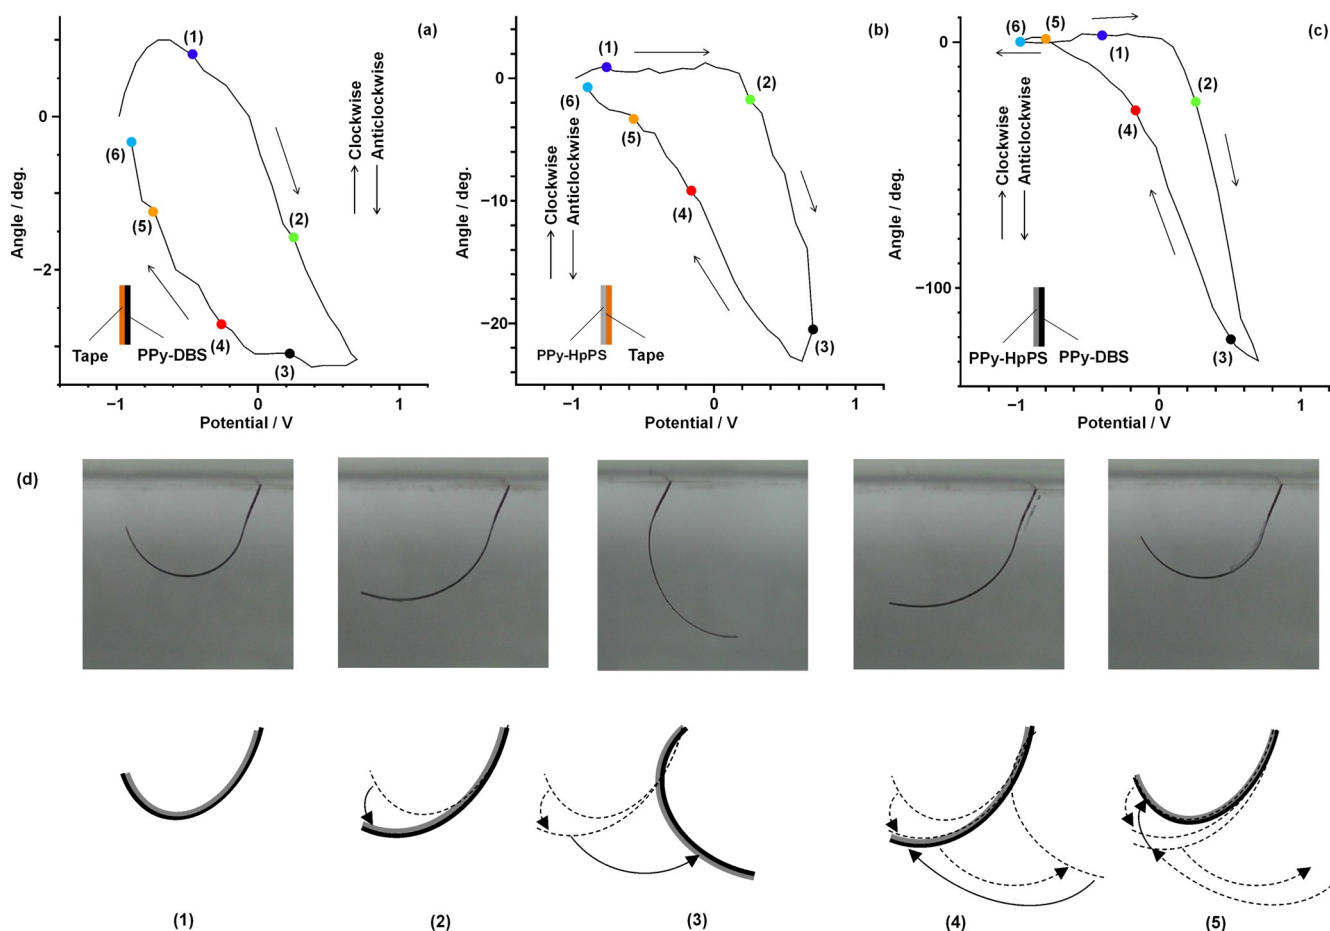 (a)
(1)
0
(6)
Clockwise
Anticlockwise
Angle / deg.
(5)
(2)
−2
(4)
(3)
Tape
PPy-DBS
−1
0
1
Potential / V
(b)
(1)
0
(2)
(6)
(5)
Clockwise
Anticlockwise
Angle / deg.
−10
(4)
−20
(3)
PPy-HpPS
Tape
−1
0
1
Potential / V
(c)
(6)
(5)
0
(1)
(2)
(4)
Clockwise
Anticlockwise
Angle / deg.
−100
(3)
PPy-HpPS
PPy-DBS
−1
0
1
Potential / V
(d)
(1)
(2)
(3)
(4)
(5)